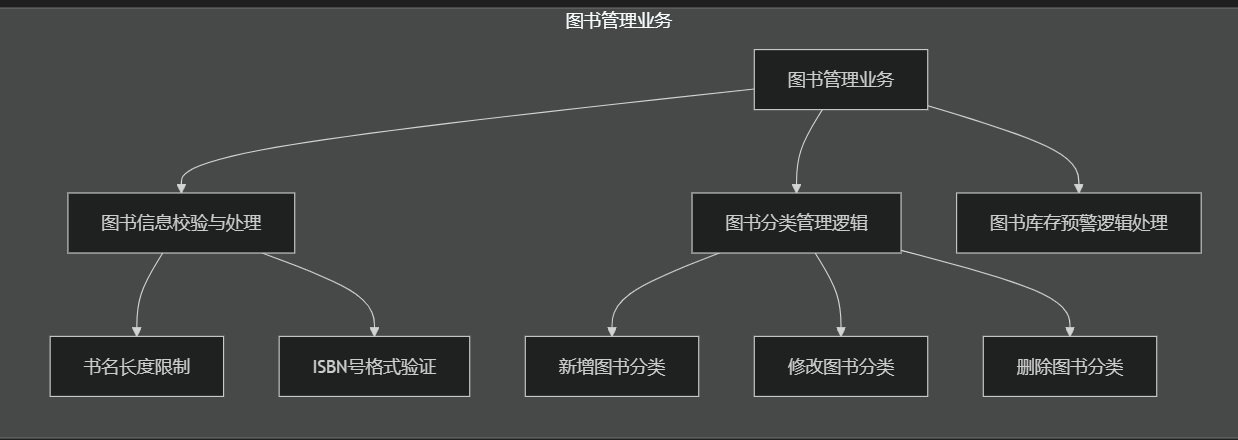 图书管理业务
图书管理业务
图书信息校验与处理
图书分类管理逻辑
图书库存预警逻辑处理
书名长度限制
ISBN号格式验证
新增图书分类
修改图书分类
删除图书分类